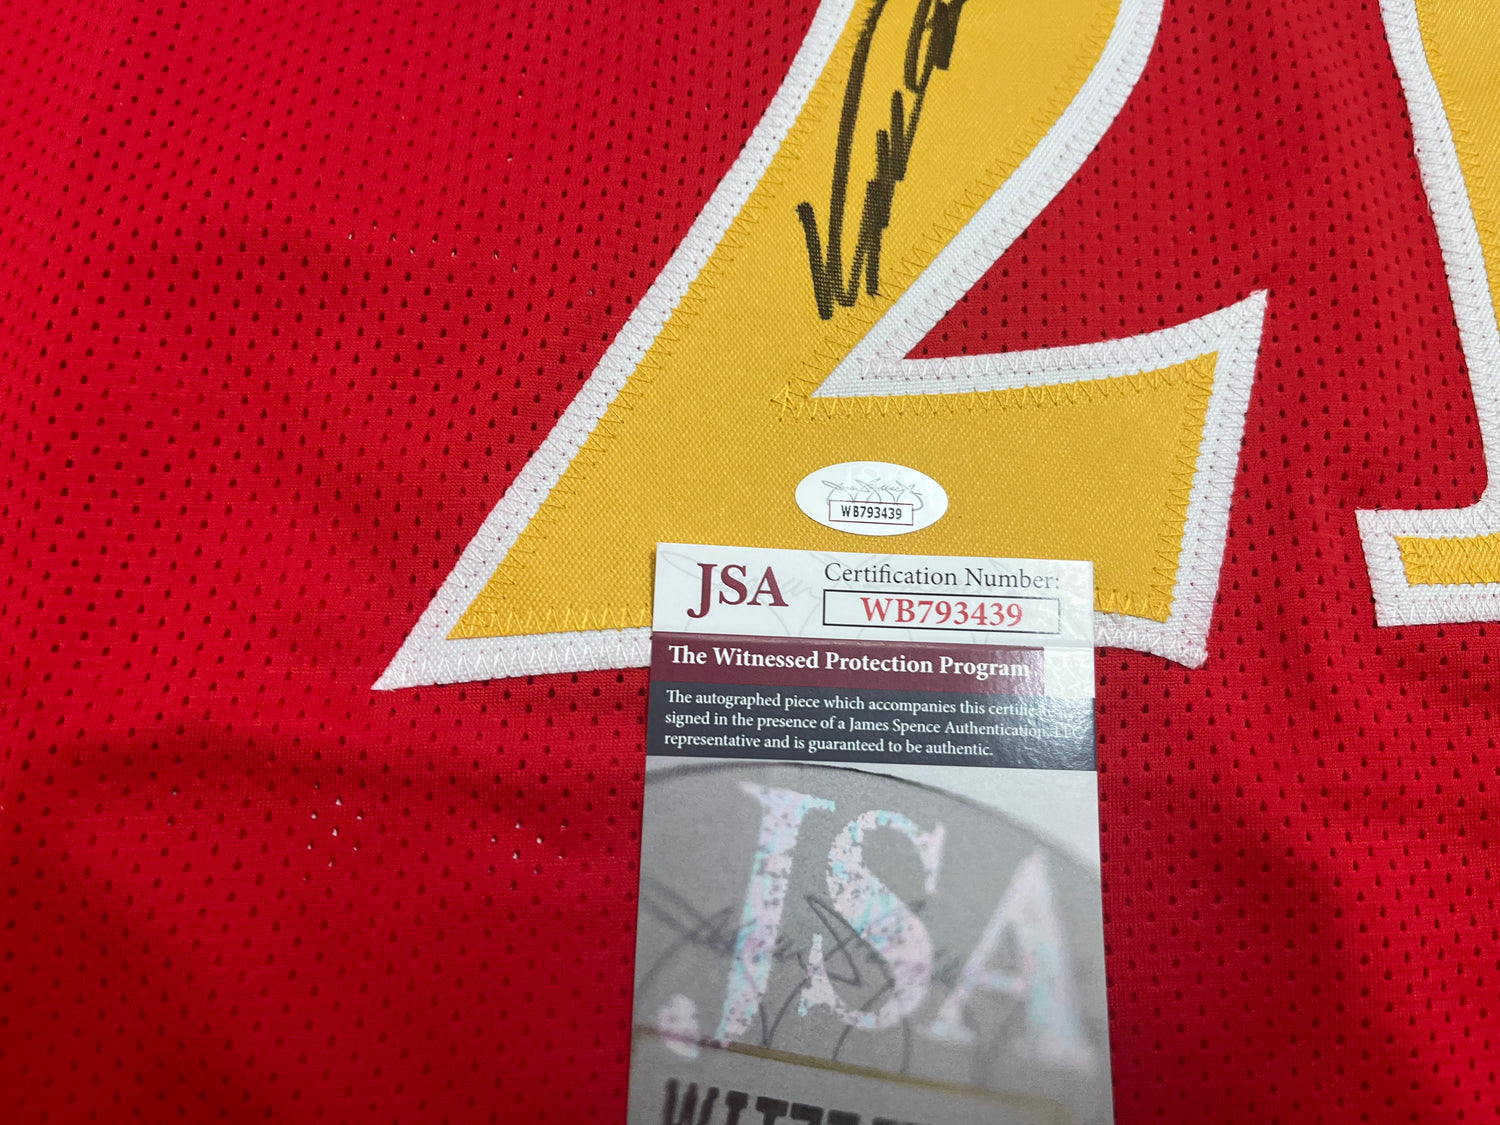 2
WB793439
JSA
Certification Number:
WB793439
The Witnessed Protection Program
The autographed piece which accompanies this certificate
signed in the presence of a James Spence Authentication, LLC
representative and is guaranteed to be authentic.
JSA